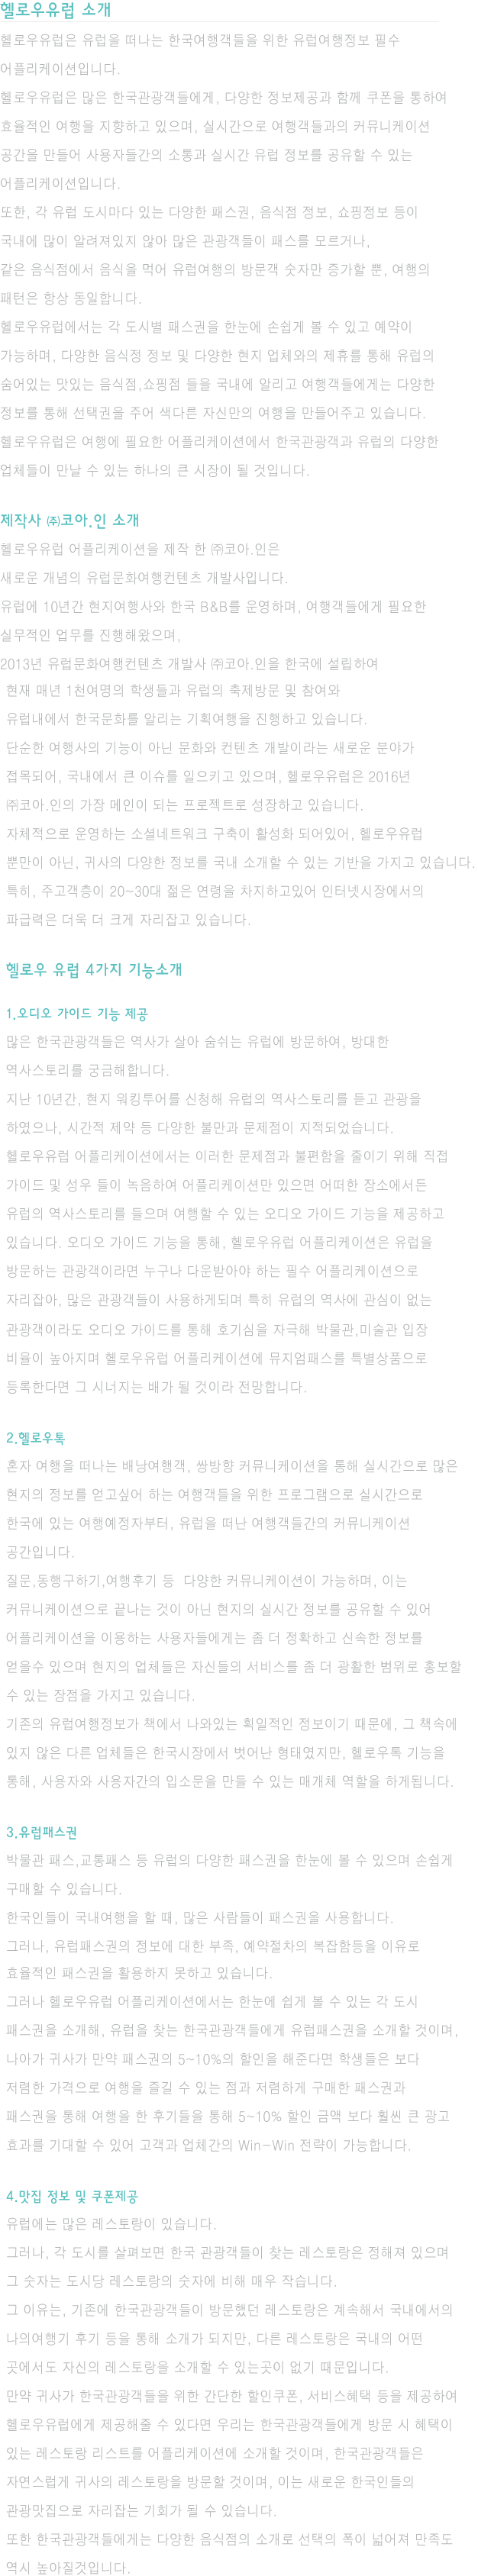 헬로우유럽 소개
헬로우유럽은 유럽을 떠나는 한국여행객들을 위한 유럽여행정보 필수
어플리케이션입니다.
헬로우유럽은 많은 한국관광객들에게, 다양한 정보제공과 함께 쿠폰을 통하여
효율적인 여행을 지향하고 있으며, 실시간으로 여행객들과의 커뮤니케이션
공간을 만들어 사용자들간의 소통과 실시간 유럽 정보를 공유할 수 있는
어플리케이션입니다.
또한, 각 유럽 도시마다 있는 다양한 패스권, 음식점 정보, 쇼핑정보 등이
국내에 많이 알려져있지 않아 많은 관광객들이 패스를 모르거나,
같은 음식점에서 음식을 먹어 유럽여행의 방문객 숫자만 증가할 뿐, 여행의
패턴은 항상 동일합니다.
헬로우유럽에서는 각 도시별 패스권을 한눈에 손쉽게 볼 수 있고 예약이
가능하며, 다양한 음식정 정보 및 다양한 현지 업체와의 제휴를 통해 유럽의
숨어있는 맛있는 음식점,쇼핑점 들을 국내에 알리고 여행객들에게는 다양한
정보를 통해 선택권을 주어 색다른 자신만의 여행을 만들어주고 있습니다.
헬로우유럽은 여행에 필요한 어플리케이션에서 한국관광객과 유럽의 다양한
업체들이 만날 수 있는 하나의 큰 시장이 될 것입니다.
제작사 ㈜코아.인 소개
헬로우유럽 어플리케이션을 제작 한 ㈜코아.인은
새로운 개념의 유럽문화여행컨텐츠 개발사입니다.
유럽에 10년간 현지여행사와 한국 B&B를 운영하며, 여행객들에게 필요한
실무적인 업무를 진행해왔으며,
2013년 유럽문화여행컨텐츠 개발사 ㈜코아.인을 한국에 설립하여
현재 매년 1천여명의 학생들과 유럽의 축제방문 및 참여와
유럽내에서 한국문화를 알리는 기획여행을 진행하고 있습니다.
단순한 여행사의 기능이 아닌 문화와 컨텐츠 개발이라는 새로운 분야가
접목되어, 국내에서 큰 이슈를 일으키고 있으며, 헬로우유럽은 2016년
㈜코아.인의 가장 메인이 되는 프로젝트로 성장하고 있습니다.
자체적으로 운영하는 소셜네트워크 구축이 활성화 되어있어, 헬로우유럽
뿐만이 아닌, 귀사의 다양한 정보를 국내 소개할 수 있는 기반을 가지고 있습니다.
특히, 주고객층이 20~30대 젊은 연령을 차지하고있어 인터넷시장에서의
파급력은 더욱 더 크게 자리잡고 있습니다.
헬로우 유럽 4가지 기능소개
1.오디오 가이드 기능 제공
많은 한국관광객들은 역사가 살아 숨쉬는 유럽에 방문하여, 방대한
역사스토리를 궁금해합니다.
지난 10년간, 현지 워킹투어를 신청해 유럽의 역사스토리를 듣고 관광을
하였으나, 시간적 제약 등 다양한 불만과 문제점이 지적되었습니다.
헬로우유럽 어플리케이션에서는 이러한 문제점과 불편함을 줄이기 위해 직접
가이드 및 성우 들이 녹음하여 어플리케이션만 있으면 어떠한 장소에서든
유럽의 역사스토리를 들으며 여행할 수 있는 오디오 가이드 기능을 제공하고
있습니다. 오디오 가이드 기능을 통해, 헬로우유럽 어플리케이션은 유럽을
방문하는 관광객이라면 누구나 다운받아야 하는 필수 어플리케이션으로
자리잡아, 많은 관광객들이 사용하게되며 특히 유럽의 역사에 관심이 없는
관광객이라도 오디오 가이드를 통해 호기심을 자극해 박물관,미술관 입장
비율이 높아지며 헬로우유럽 어플리케이션에 뮤지엄패스를 특별상품으로
등록한다면 그 시너지는 배가 될 것이라 전망합니다.
2.헬로우톡
혼자 여행을 떠나는 배낭여행객, 쌍방향 커뮤니케이션을 통해 실시간으로 많은
현지의 정보를 얻고싶어 하는 여행객들을 위한 프로그램으로 실시간으로
한국에 있는 여행예정자부터, 유럽을 떠난 여행객들간의 커뮤니케이션
공간입니다.
질문,동행구하기,여행후기 등  다양한 커뮤니케이션이 가능하며, 이는
커뮤니케이션으로 끝나는 것이 아닌 현지의 실시간 정보를 공유할 수 있어
어플리케이션을 이용하는 사용자들에게는 좀 더 정확하고 신속한 정보를
얻을수 있으며 현지의 업체들은 자신들의 서비스를 좀 더 광활한 범위로 홍보할
수 있는 장점을 가지고 있습니다.
기존의 유럽여행정보가 책에서 나와있는 획일적인 정보이기 때문에, 그 책속에
있지 않은 다른 업체들은 한국시장에서 벗어난 형태였지만, 헬로우톡 기능을
통해, 사용자와 사용자간의 입소문을 만들 수 있는 매개체 역할을 하게됩니다.
3.유럽패스권
박물관 패스,교통패스 등 유럽의 다양한 패스권을 한눈에 볼 수 있으며 손쉽게
구매할 수 있습니다.
한국인들이 국내여행을 할 때, 많은 사람들이 패스권을 사용합니다.
그러나, 유럽패스권의 정보에 대한 부족, 예약절차의 복잡함등을 이유로
효율적인 패스권을 활용하지 못하고 있습니다.
그러나 헬로우유럽 어플리케이션에서는 한눈에 쉽게 볼 수 있는 각 도시
패스권을 소개해, 유럽울 찾는 한국관광객들에게 유럽패스권을 소개할 것이며,
나아가 귀사가 만약 패스권의 5~10%의 할인을 해준다면 학생들은 보다
저렴한 가격으로 여행을 즐길 수 있는 점과 저렴하게 구매한 패스권과
패스권을 통해 여행을 한 후기들을 통해 5~10% 할인 금액 보다 훨씬 큰 광고
효과를 기대할 수 있어 고객과 업체간의 Win-Win 전략이 가능합니다.
4.맛집 정보 및 쿠폰제공
유럽에는 많은 레스토랑이 있습니다.
그러나, 각 도시를 살펴보면 한국 관광객들이 찾는 레스토랑은 정해져 있으며
그 숫자는 도시당 레스토랑의 숫자에 비해 매우 작습니다.
그 이유는, 기존에 한국관광객들이 방문했던 레스토랑은 계속해서 국내에서의
나의여행기 후기 등을 통해 소개가 되지만, 다른 레스토랑은 국내의 어떤
곳에서도 자신의 레스토랑을 소개할 수 있는곳이 없기 때문입니다.
만약 귀사가 한국관광객들을 위한 간단한 할인쿠폰, 서비스혜택 등을 제공하여
헬로우유럽에게 제공해줄 수 있다면 우리는 한국관광객들에게 방문 시 혜택이
있는 레스토랑 리스트를 어플리케이션에 소개할 것이며, 한국관광객들은
자연스럽게 귀사의 레스토랑을 방문할 것이며, 이는 새로운 한국인들의
관광맛집으로 자리잡는 기회가 될 수 있습니다.
또한 한국관광객들에게는 다양한 음식점의 소개로 선택의 폭이 넓어져 만족도
역시 높아질것입니다.